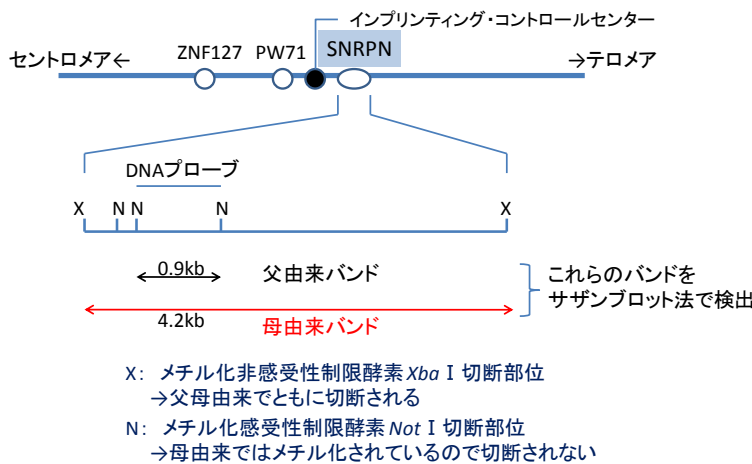 インプリンティング・コントロールセンター
セントロメア← ZNF127 PW71 SNRPN →テロメア
DNAプローブ
X N N N X
0.9kb 父由来バンド
4.2kb 母由来バンド
これらのバンドを
サザンブロット法で検出
X: メチル化非感受性制限酵素 Xba Ⅰ 切断部位
→父母由来でともに切断される
N: メチル化感受性制限酵素 Not Ⅰ 切断部位
→母由来ではメチル化されているので切断されない